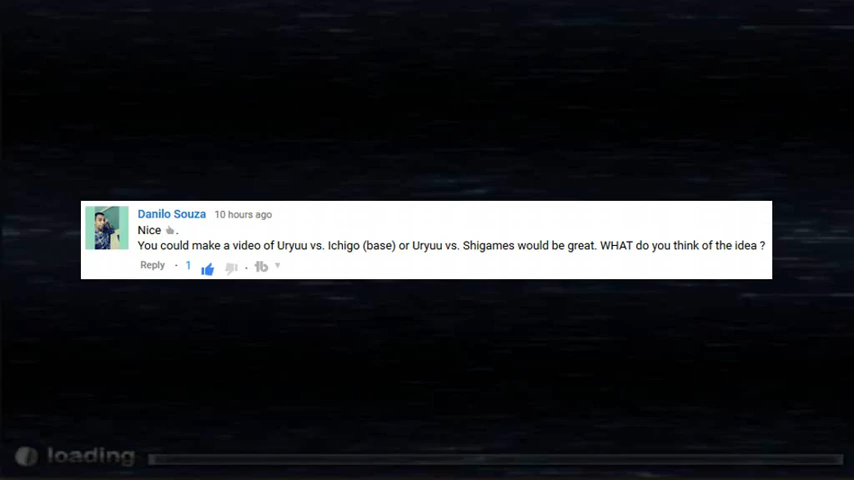 Danilo Souza 10 hours ago
Nice 👍.
You could make a video of Uryuu vs. Ichigo (base) or Uryuu vs. Shigames would be great. WHAT do you think of the idea ?
Reply · 1 · tb
loading